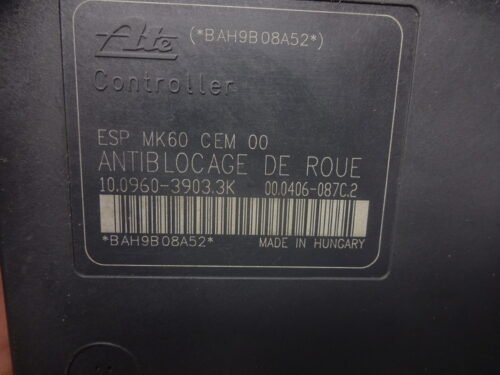 Ate (*BAH9B08A52*)
Controller
ESP MK60 CEM 00
ANTIBLOCAGE DE ROUE
10.0960-3903.3K 00.0406-087C.2
*BAH9B08A52* MADE IN HUNGARY